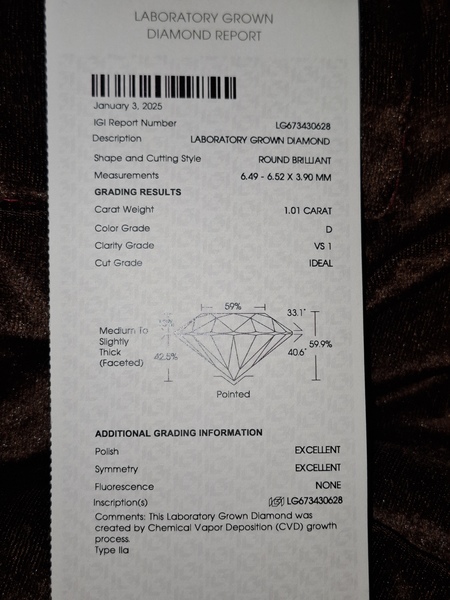 LABORATORY GROWN
DIAMOND REPORT
January 3, 2025
IGI Report Number LG673430628
Description LABORATORY GROWN DIAMOND
Shape and Cutting Style ROUND BRILLIANT
Measurements 6.49 - 6.52 X 3.90 MM
GRADING RESULTS
Carat Weight 1.01 CARAT
Color Grade D
Clarity Grade VS 1
Cut Grade IDEAL
59% 33.1°
Medium To
Slightly
Thick
(Faceted)
42.5% 40.6° 59.9%
Pointed
ADDITIONAL GRADING INFORMATION
Polish EXCELLENT
Symmetry EXCELLENT
Fluorescence NONE
Inscription(s) LG673430628
Comments: This Laboratory Grown Diamond was
created by Chemical Vapor Deposition (CVD) growth
process.
Type IIa